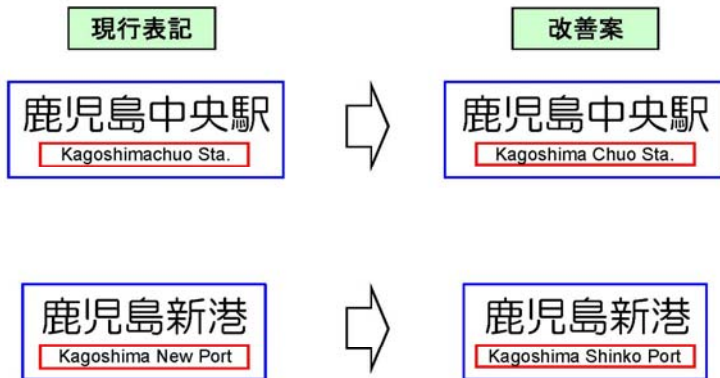 現行表記
改善案
鹿児島中央駅
Kagoshimachuo Sta.
鹿児島中央駅
Kagoshima Chuo Sta.
鹿児島新港
Kagoshima New Port
鹿児島新港
Kagoshima Shinko Port